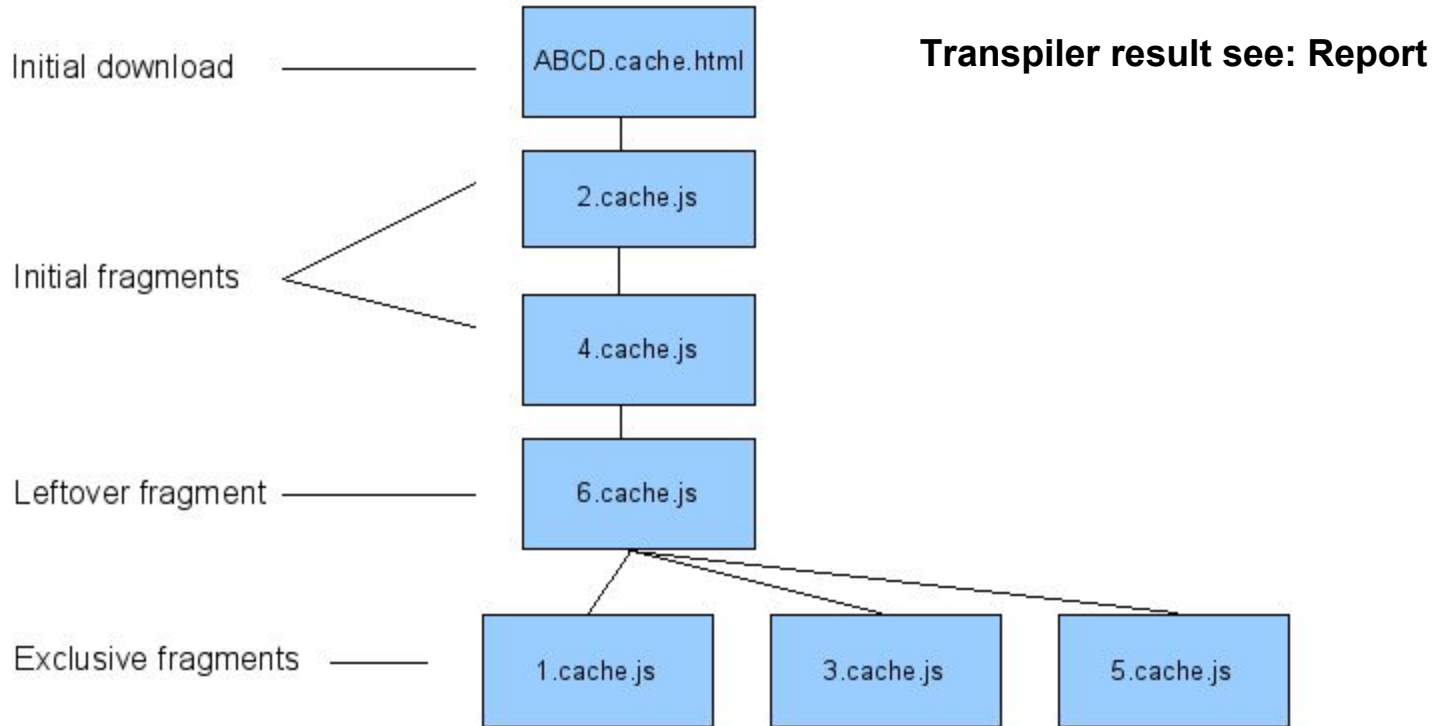 Transpiler result see: Report
Initial download
ABCD.cache.html
Initial fragments
2.cache.js
4.cache.js
Leftover fragment
6.cache.js
Exclusive fragments
1.cache.js
3.cache.js
5.cache.js